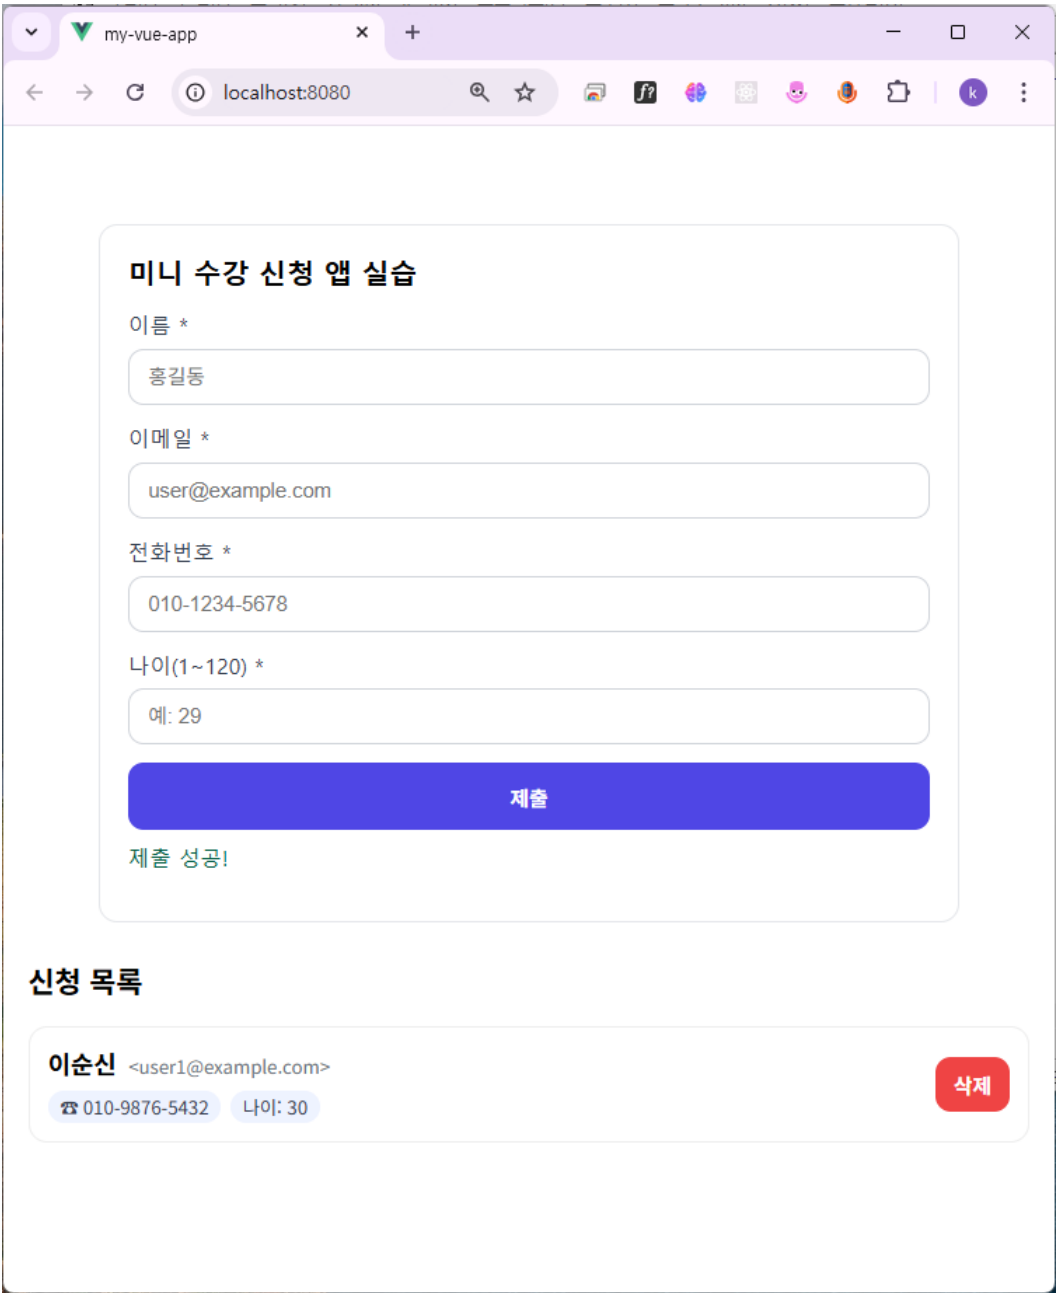 my-vue-app
localhost:8080
f?
k
미니 수강 신청 앱 실습
이름 *
홍길동
이메일 *
user@example.com
전화번호 *
010-1234-5678
나이(1~120) *
예: 29
제출
제출 성공!
신청 목록
이순신 <user1@example.com>
☎ 010-9876-5432 나이: 30
삭제